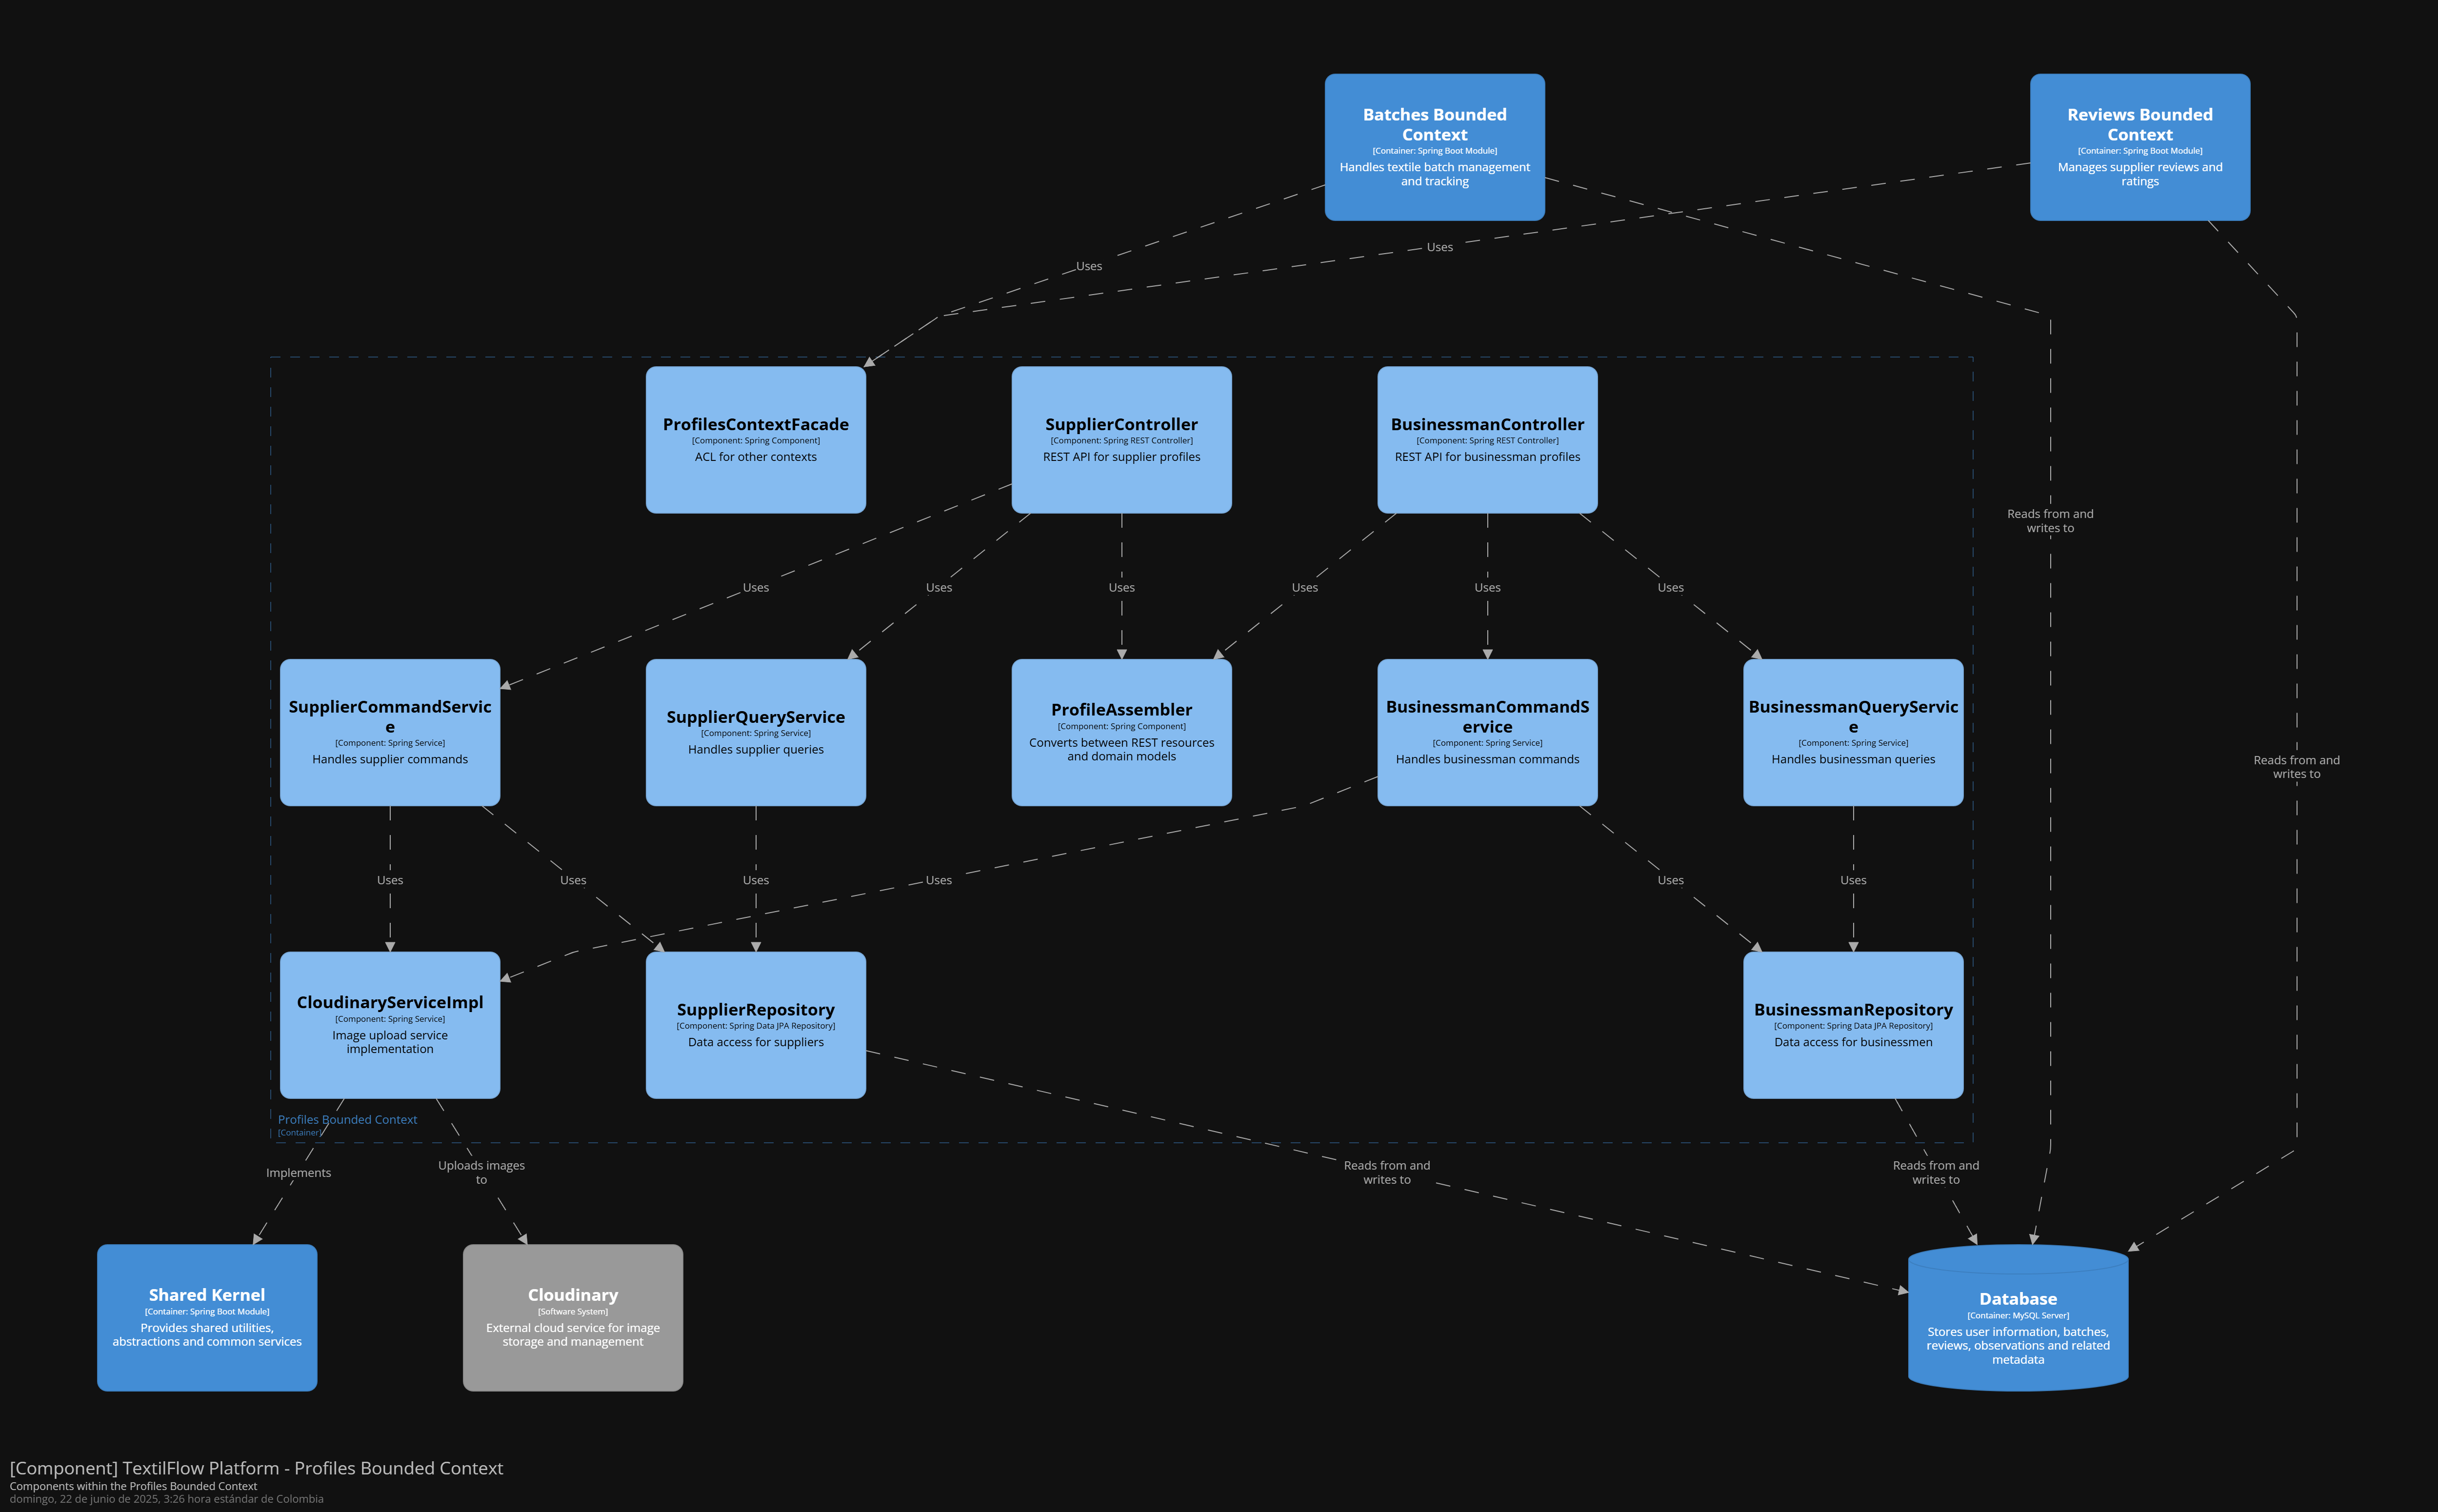 Batches Bounded
Context
[Container: Spring Boot Module]
Handles textile batch management
and tracking
Reviews Bounded
Context
[Container: Spring Boot Module]
Manages supplier reviews and
ratings
Uses
Uses
ProfilesContextFacade
[Component: Spring Component]
ACL for other contexts
SupplierController
[Component: Spring REST Controller]
REST API for supplier profiles
BusinessmanController
[Component: Spring REST Controller]
REST API for businessman profiles
Reads from and
writes to
Uses
Uses
Uses
Uses
Uses
Uses
SupplierCommandServic
e
[Component: Spring Service]
Handles supplier commands
SupplierQueryService
[Component: Spring Service]
Handles supplier queries
ProfileAssembler
[Component: Spring Component]
Converts between REST resources
and domain models
BusinessmanCommandS
ervice
[Component: Spring Service]
Handles businessman commands
BusinessmanQueryServic
e
[Component: Spring Service]
Handles businessman queries
Reads from and
writes to
Uses
Uses
Uses
Uses
Uses
Uses
CloudinaryServiceImpl
[Component: Spring Service]
Image upload service
implementation
SupplierRepository
[Component: Spring Data JPA Repository]
Data access for suppliers
BusinessmanRepository
[Component: Spring Data JPA Repository]
Data access for businessmen
Profiles Bounded Context
[Container]
Implements
Uploads images
to
Reads from and
writes to
Reads from and
writes to
Shared Kernel
[Container: Spring Boot Module]
Provides shared utilities,
abstractions and common services
Cloudinary
[Software System]
External cloud service for image
storage and management
Database
[Container: MySQL Server]
Stores user information, batches,
reviews, observations and related
metadata
[Component] TextilFlow Platform - Profiles Bounded Context
Components within the Profiles Bounded Context
domingo, 22 de junio de 2025, 3:26 hora estándar de Colombia